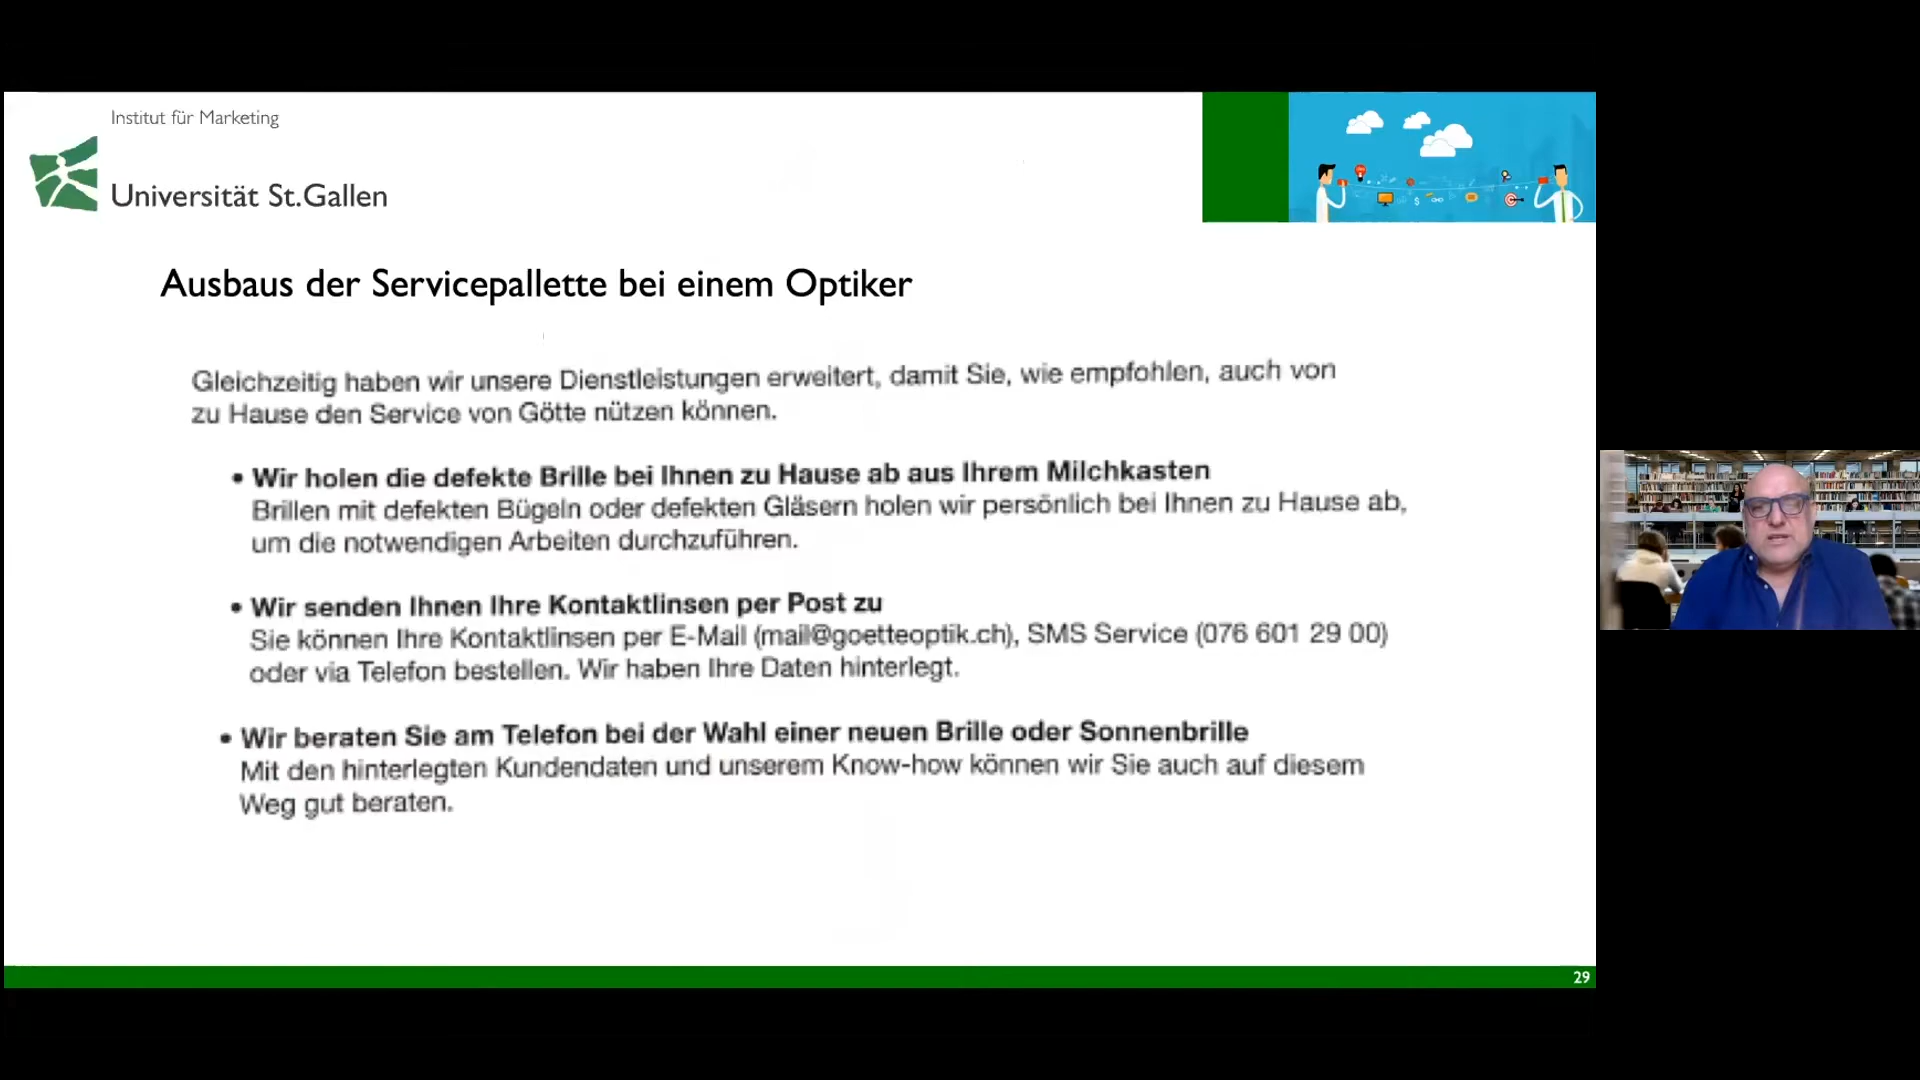 Institut für Marketing
Universität St.Gallen
Ausbaus der Servicepallette bei einem Optiker
Gleichzeitig haben wir unsere Dienstleistungen erweitert, damit Sie, wie empfohlen, auch von
zu Hause den Service von Götte nützen können.
• Wir holen die defekte Brille bei Ihnen zu Hause ab aus Ihrem Milchkasten
Brillen mit defekten Bügeln oder defekten Gläsern holen wir persönlich bei Ihnen zu Hause ab,
um die notwendigen Arbeiten durchzuführen.
• Wir senden Ihnen Ihre Kontaktlinsen per Post zu
Sie können Ihre Kontaktlinsen per E-Mail (mail@goetteoptik.ch), SMS Service (076 601 29 00)
oder via Telefon bestellen. Wir haben Ihre Daten hinterlegt.
• Wir beraten Sie am Telefon bei der Wahl einer neuen Brille oder Sonnenbrille
Mit den hinterlegten Kundendaten und unserem Know-how können wir Sie auch auf diesem
Weg gut beraten.
29